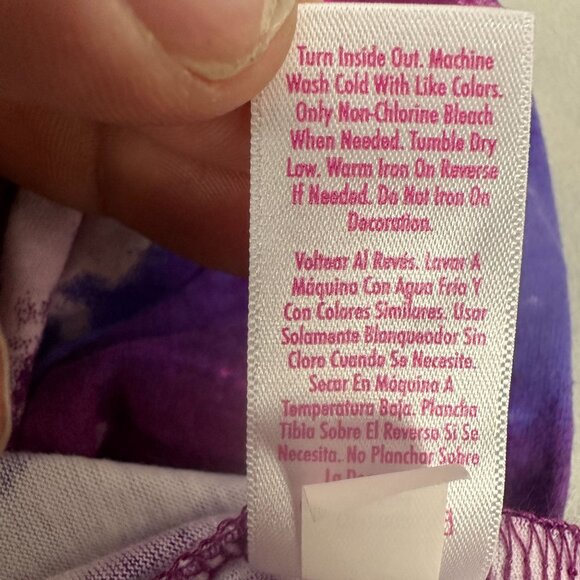 Turn Inside Out. Machine
Wash Cold With Like Colors.
Only Non-Chlorine Bleach
When Needed. Tumble Dry
Low. Warm Iron On Reverse
If Needed. Do Not Iron On
Decoration.
Voltear Al Revés. Lavar A
Máquina Con Agua Fria Y
Con Colores Similares. Usar
Solamente Blanqueador Sin
Cloro Cuando Se Necesite.
Secar En Máquina A
Temperatura Baja. Plancha
Tibia Sobre El Reverso Si Se
Necesita. No Planchar Sobre
La